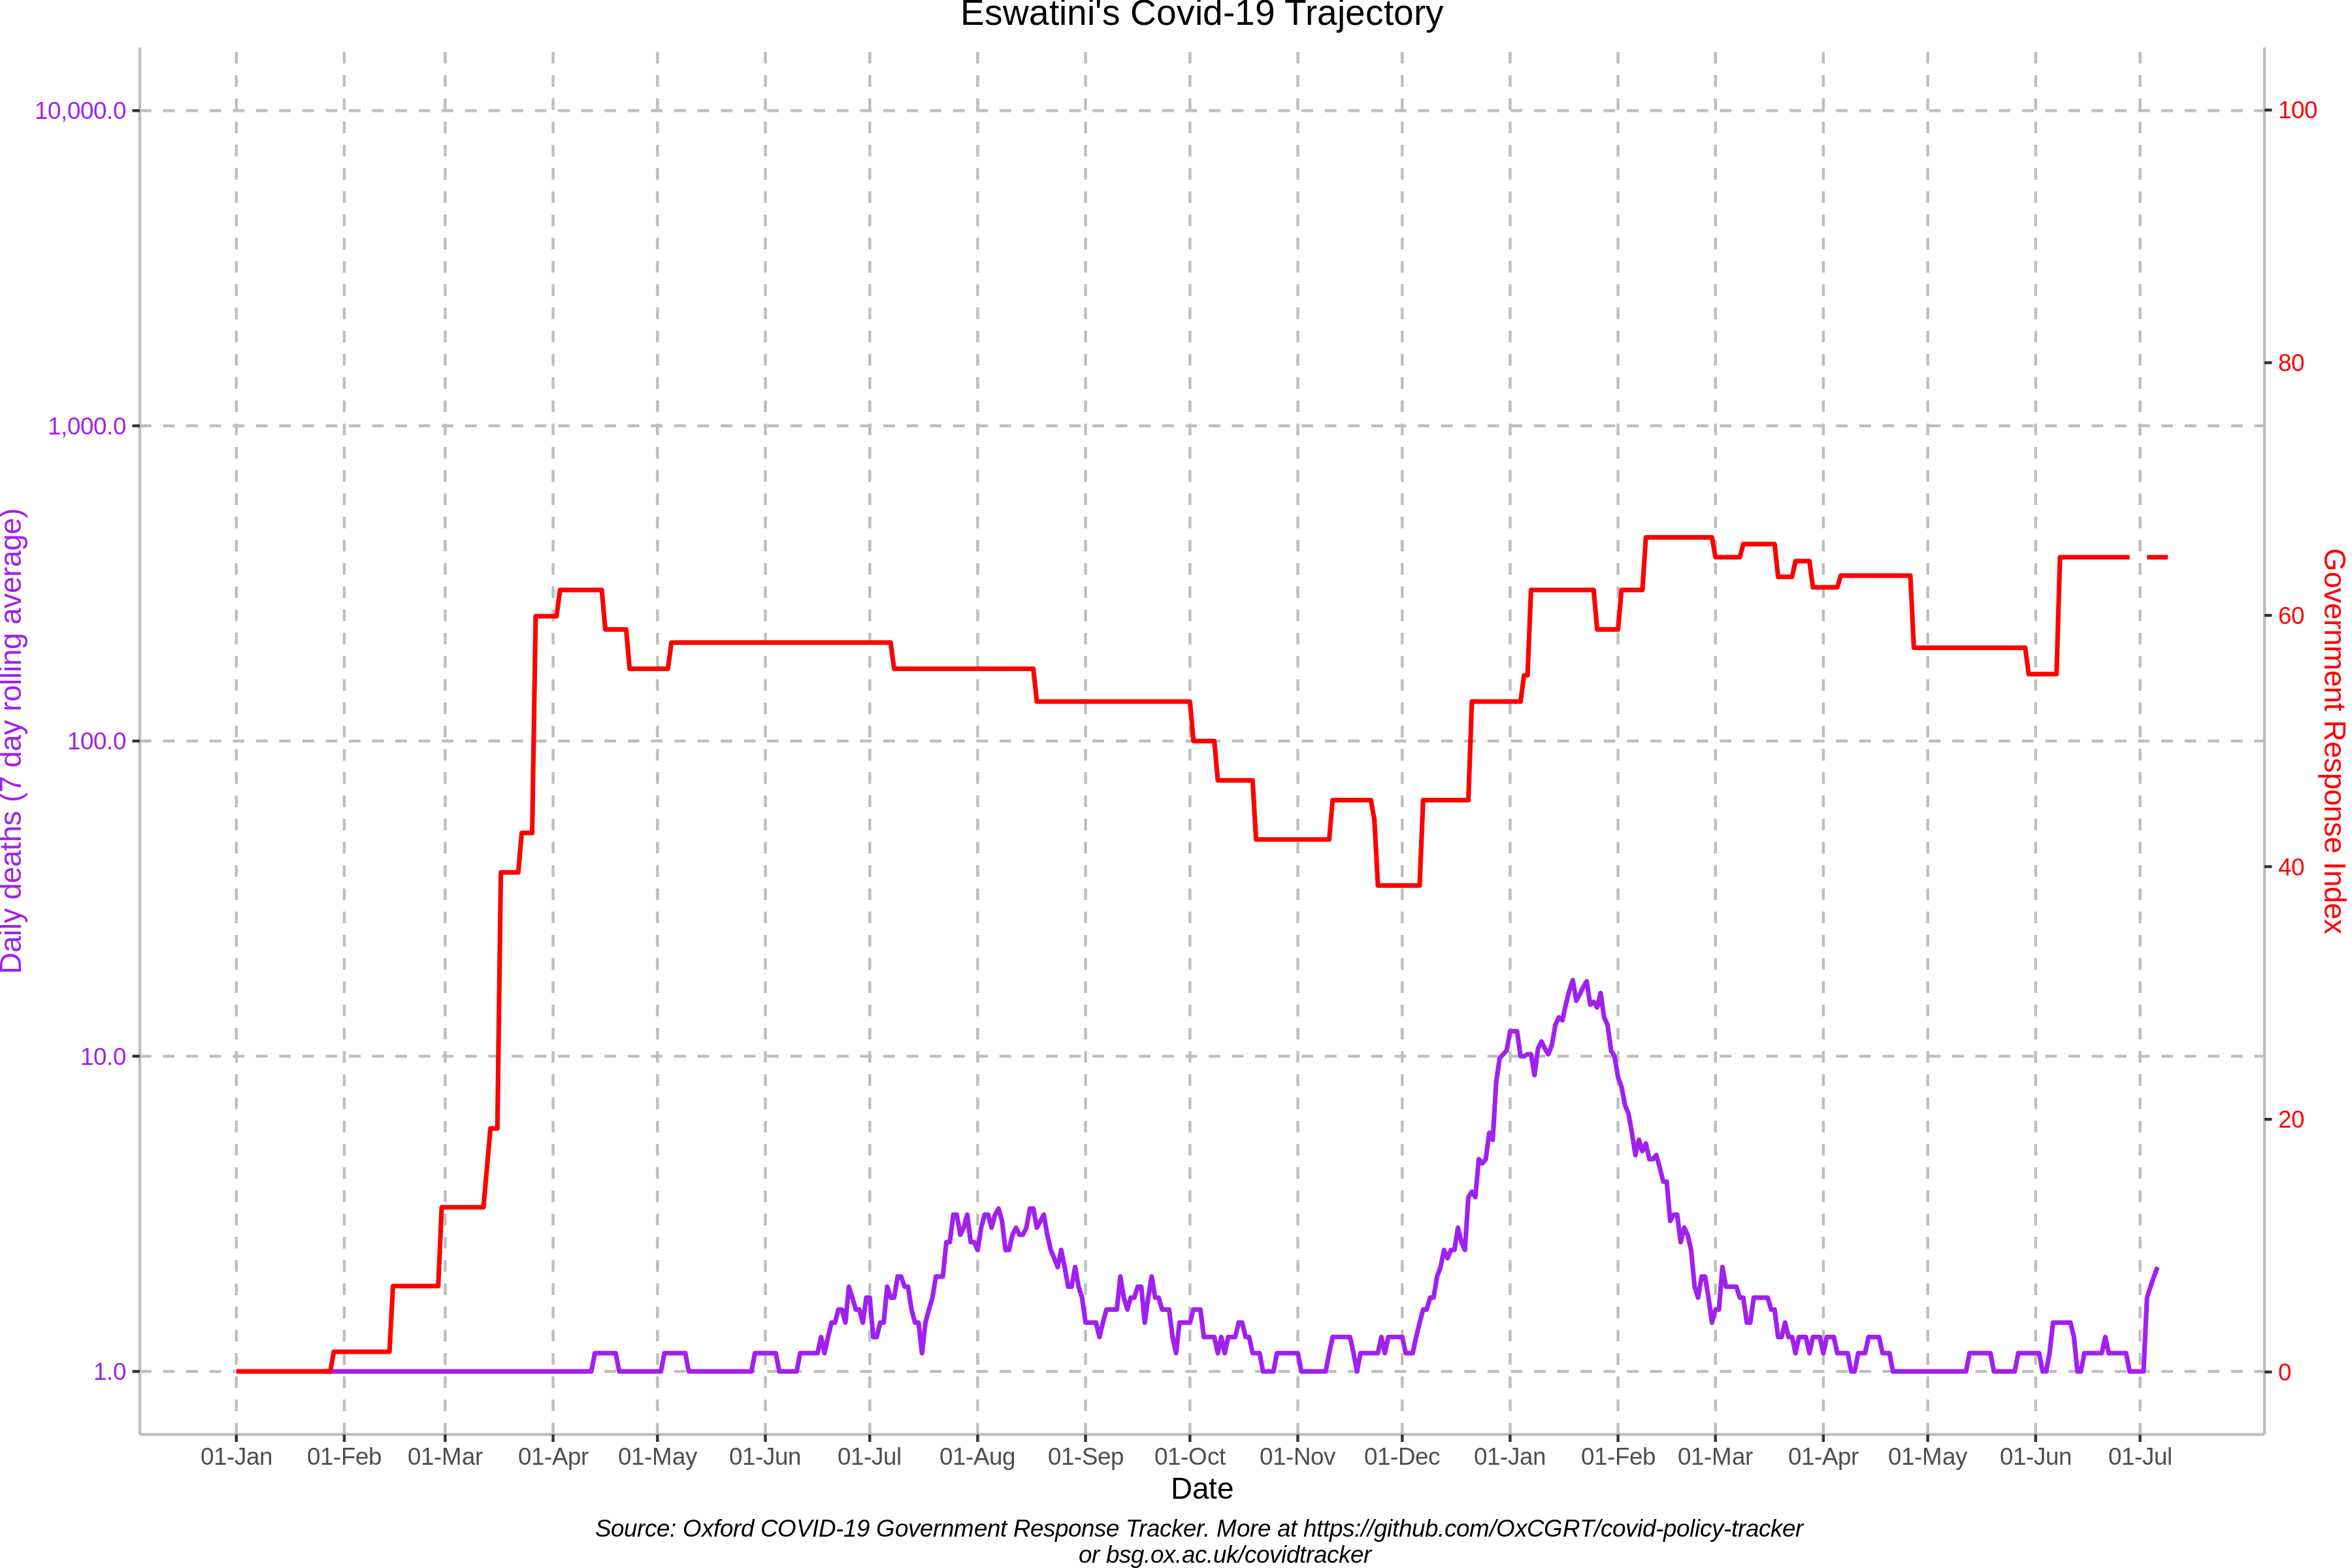 Eswatini's Covid-19 Trajectory
10,000.0
1,000.0
100.0
10.0
1.0
Daily deaths (7 day rolling average)
100
80
60
40
20
0
Government Response Index
01-Jan 01-Feb 01-Mar 01-Apr 01-May 01-Jun 01-Jul 01-Aug 01-Sep 01-Oct 01-Nov 01-Dec 01-Jan 01-Feb 01-Mar 01-Apr 01-May 01-Jun 01-Jul
Date
Source: Oxford COVID-19 Government Response Tracker. More at https://github.com/OxCGRT/covid-policy-tracker
or bsg.ox.ac.uk/covidtracker